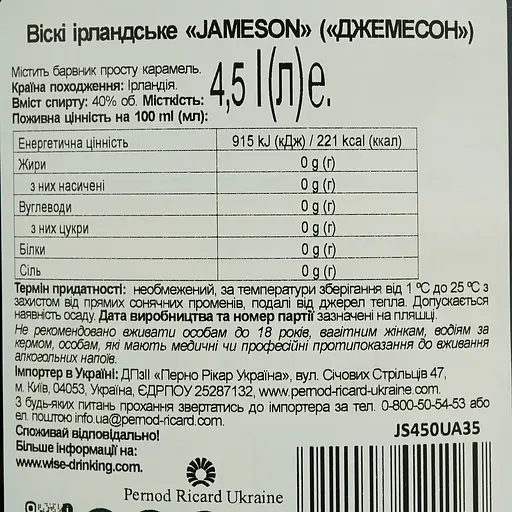 Віскі ірландське «JAMESON» («ДЖЕМЕСОН»)
Містить барвник просту карамель.
Країна походження: Ірландія.
Вміст спирту: 40% об. Місткість: 4,5 l(л)e.
Поживна цінність на 100 ml (мл):
Енергетична цінність 915 kJ (кДж) / 221 kcal (ккал)
Жири 0 g (г)
з них насичені 0 g (г)
Вуглеводи 0 g (г)
з них цукри 0 g (г)
Білки 0 g (г)
Сіль 0 g (г)
Термін придатності: необмежений, за температури зберігання від 1 ºC до 25 ºC з
захистом від прямих сонячних променів, подалі від джерел тепла. Допускається
наявність осаду. Дата виробництва та номер партії зазначені на пляшці.
Не рекомендовано вживати особам до 18 років, вагітним жінкам, водіям за
кермом, особам, які мають медичні чи професійні протипоказання до вживання
алкогольних напоїв.
Імпортер в Україні: ДПзІІ «Перно Рікар Україна», вул. Січових Стрільців 47,
м. Київ, 04053, Україна, ЄДРПОУ 25287132, www.pernod-ricard-ukraine.com.
З будь-яких питань прохання звертатись до імпортера за тел. 0-800-50-54-53 або
ел. поштою info.ua@pernod-ricard.com.
Споживай відповідально!
Більше інформації на:
www.wise-drinking.com.
JS450UA35
Pernod Ricard Ukraine